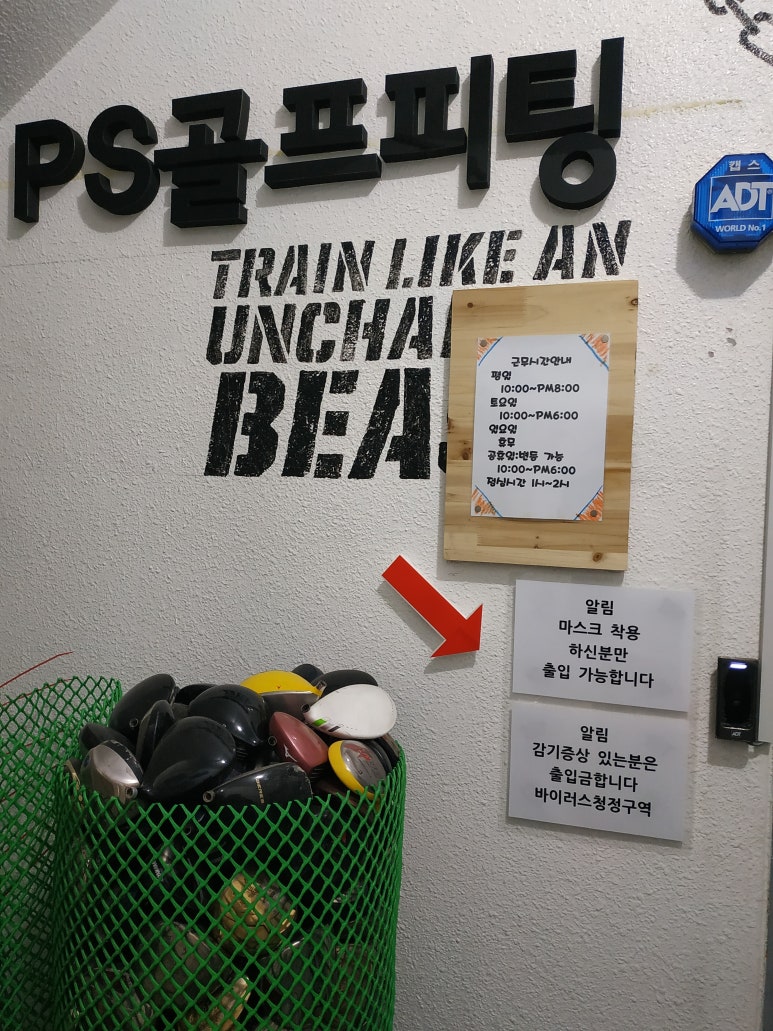 PS골프피팅
캡스
ADT
WORLD No.1
TRAIN LIKE AN
UNCHA
BEA
근무시간안내
평일
10:00~PM8:00
토요일
10:00~PM6:00
일요일
휴무
공휴일:변동 가능
10:00~PM6:00
점심시간 1시~2시
알림
마스크 착용
하신분만
출입 가능합니다
알림
감기증상 있는분은
출입금합니다
바이러스청정구역
ADT